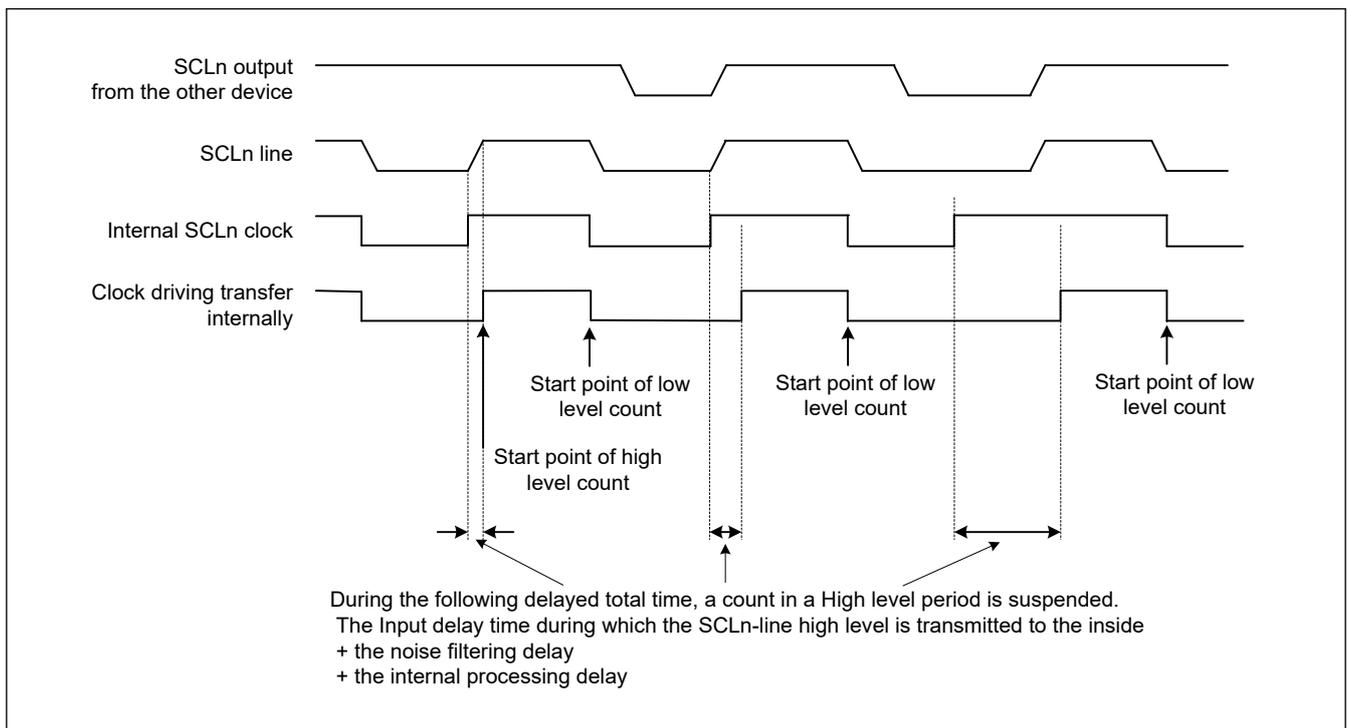 SCLn output
from the other device
SCLn line
Internal SCLn clock
Clock driving transfer
internally
Start point of low
level count
Start point of low
level count
Start point of low
level count
Start point of high
level count
During the following delayed total time, a count in a High level period is suspended.
The Input delay time during which the SCLn-line high level is transmitted to the inside
+ the noise filtering delay
+ the internal processing delay